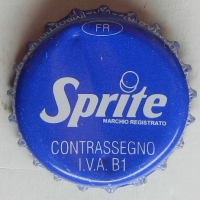 FR
Sprite
MARCHIO REGISTRATO
CONTRASSEGNO
I.V.A. B1